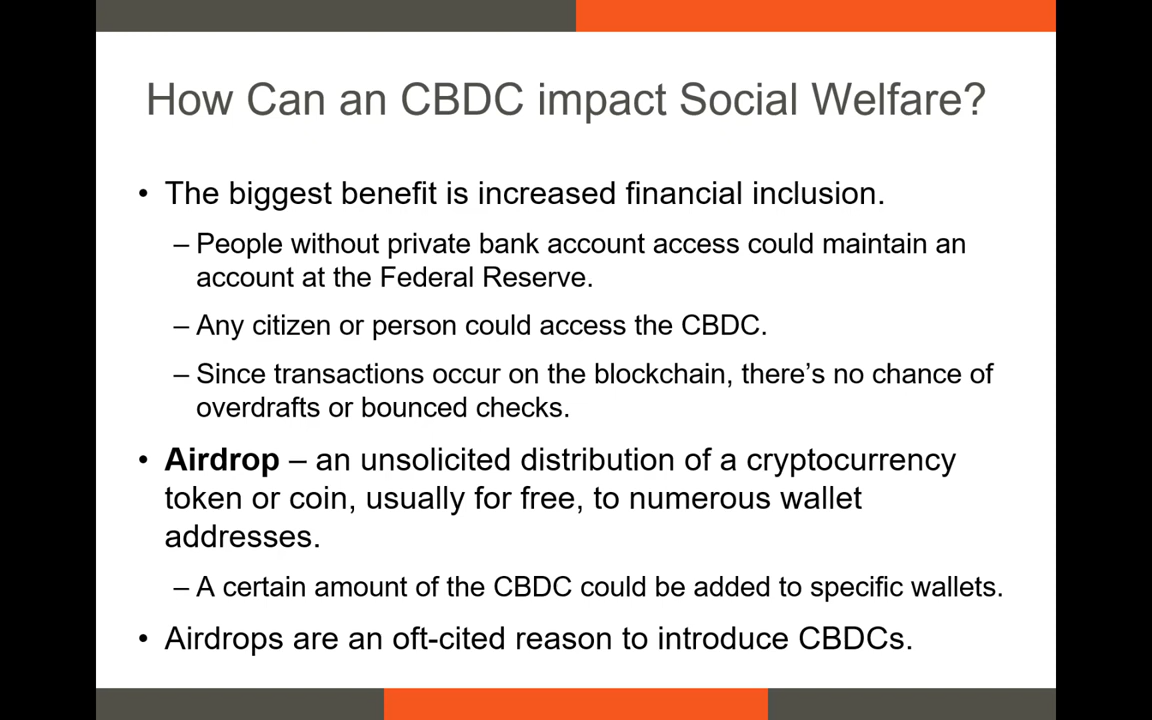 How Can an CBDC impact Social Welfare?
• The biggest benefit is increased financial inclusion.
– People without private bank account access could maintain an
account at the Federal Reserve.
– Any citizen or person could access the CBDC.
– Since transactions occur on the blockchain, there’s no chance of
overdrafts or bounced checks.
• Airdrop – an unsolicited distribution of a cryptocurrency
token or coin, usually for free, to numerous wallet
addresses.
– A certain amount of the CBDC could be added to specific wallets.
• Airdrops are an oft-cited reason to introduce CBDCs.